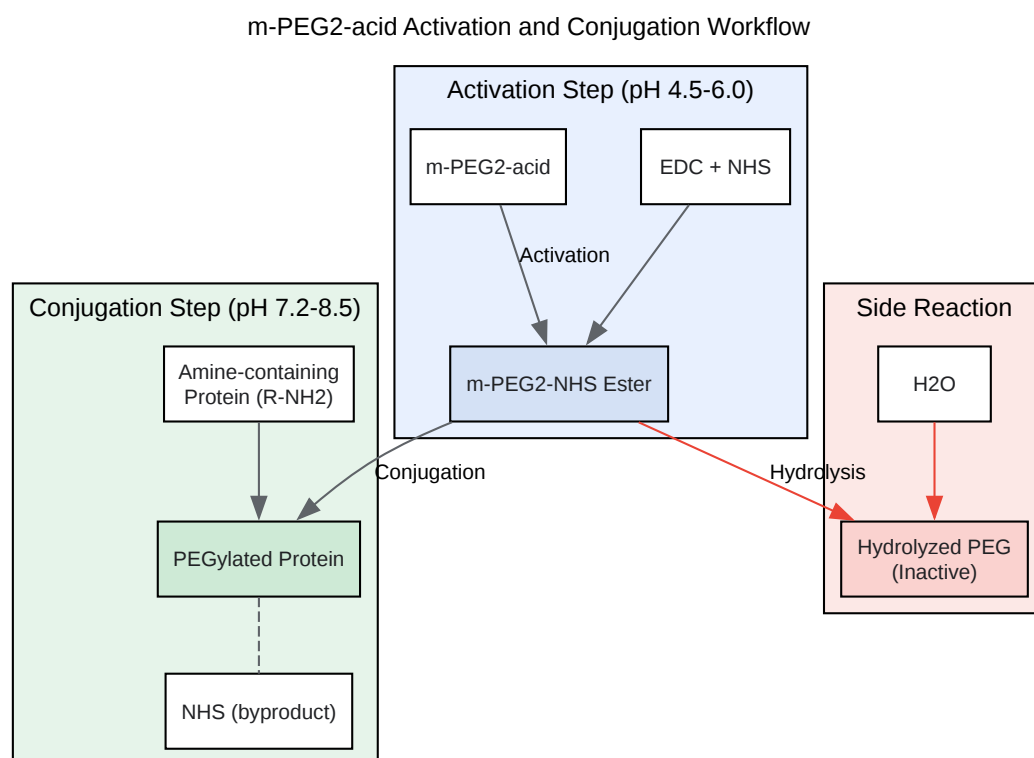 m-PEG2-acid Activation and Conjugation Workflow
Activation Step (pH 4.5-6.0)
m-PEG2-acid
EDC + NHS
Activation
m-PEG2-NHS Ester
Conjugation Step (pH 7.2-8.5)
Amine-containing
Protein (R-NH2)
Conjugation
PEGylated Protein
NHS (byproduct)
Side Reaction
H2O
Hydrolysis
Hydrolyzed PEG
(Inactive)